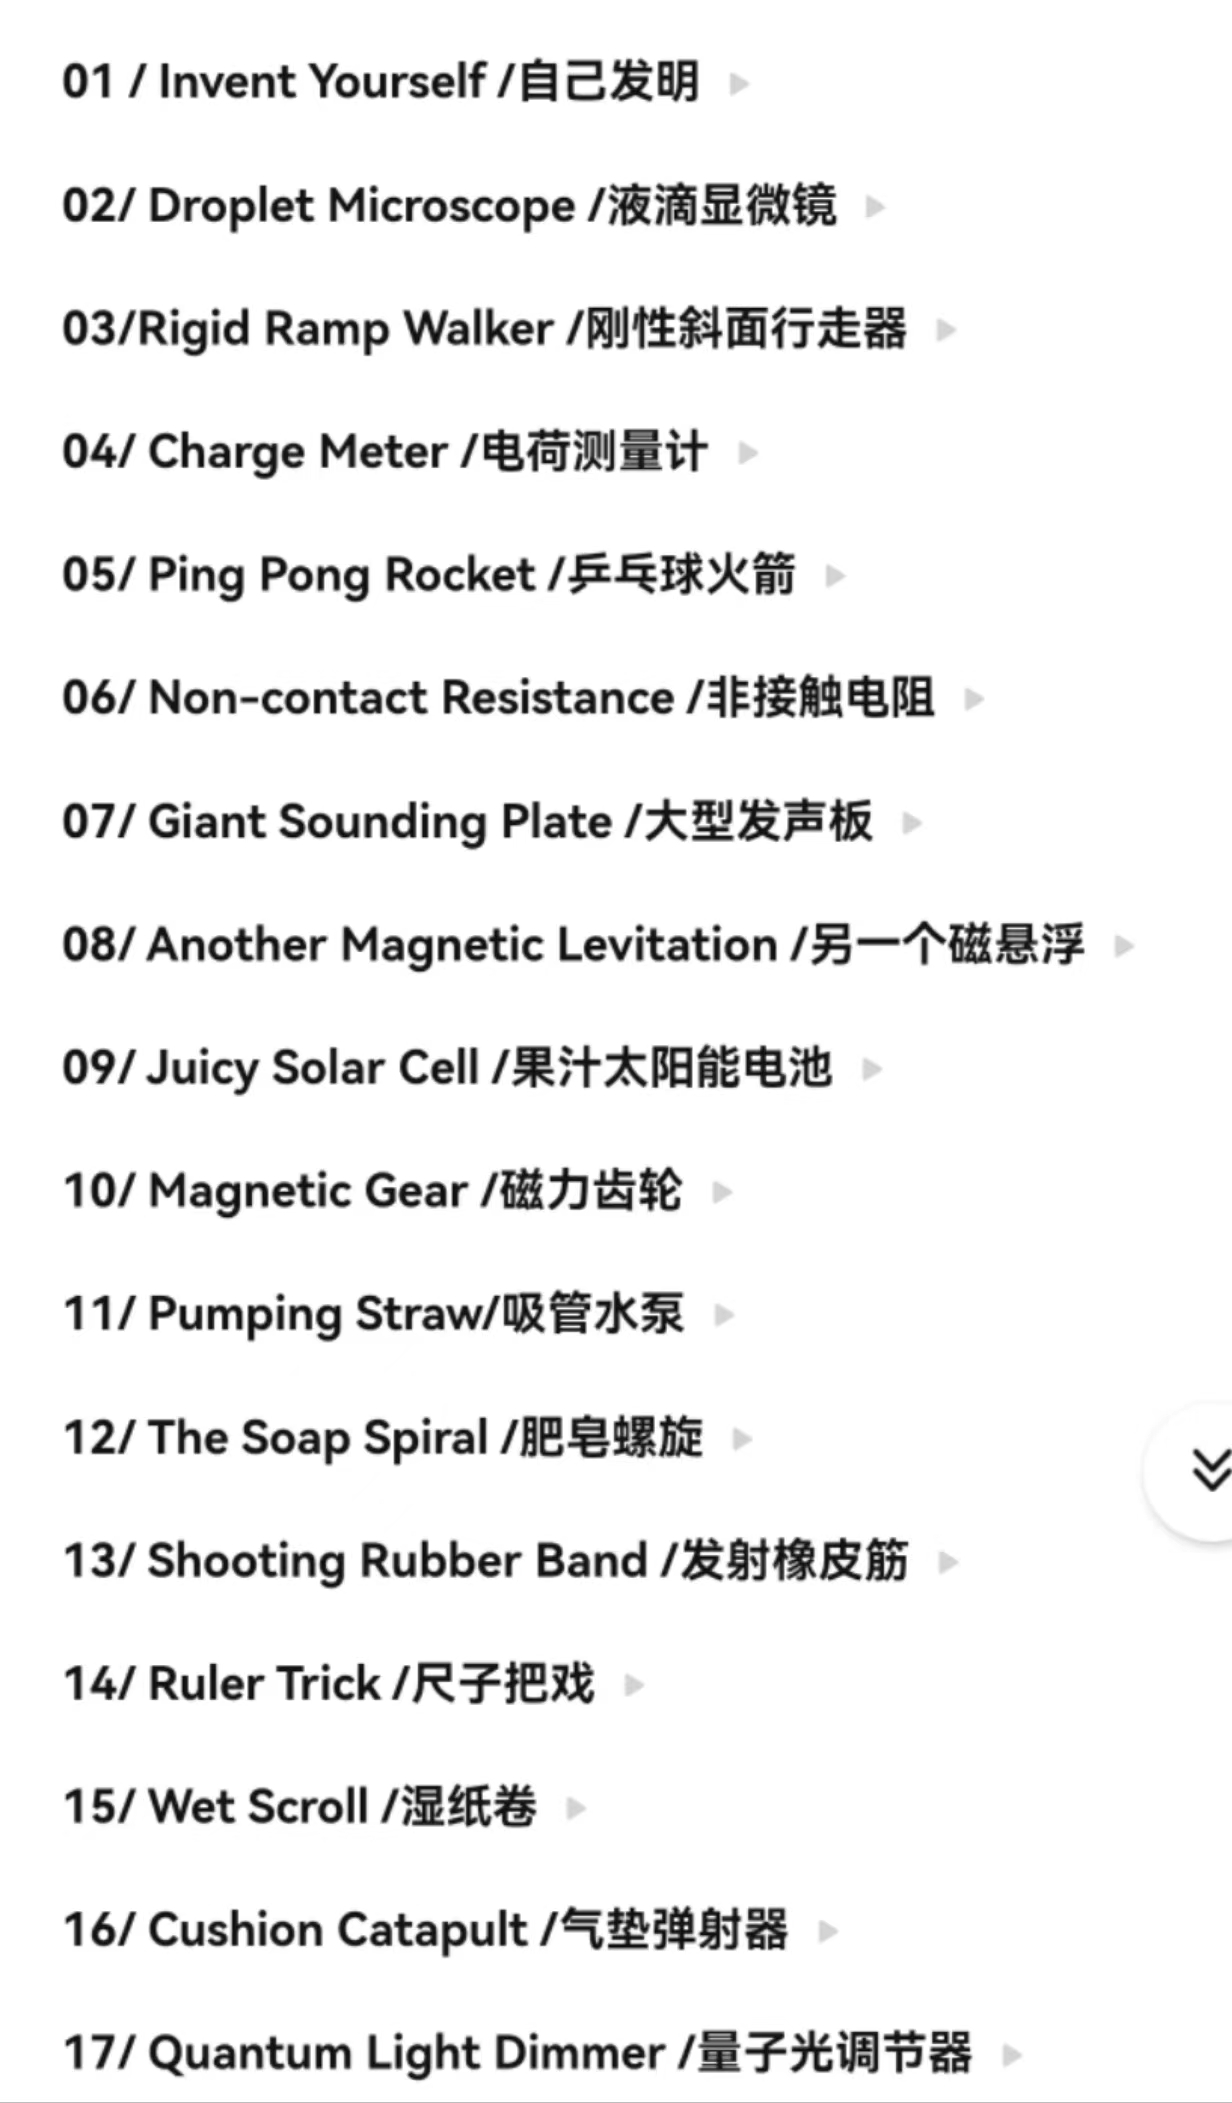 01 / Invent Yourself /自己发明
02/ Droplet Microscope /液滴显微镜
03/Rigid Ramp Walker /刚性斜面行走器
04/ Charge Meter /电荷测量计
05/ Ping Pong Rocket /乒乓球火箭
06/ Non-contact Resistance /非接触电阻
07/ Giant Sounding Plate /大型发声板
08/ Another Magnetic Levitation /另一个磁悬浮
09/ Juicy Solar Cell /果汁太阳能电池
10/ Magnetic Gear /磁力齿轮
11/ Pumping Straw/吸管水泵
12/ The Soap Spiral /肥皂螺旋
13/ Shooting Rubber Band /发射橡皮筋
14/ Ruler Trick /尺子把戏
15/ Wet Scroll /湿纸卷
16/ Cushion Catapult /气垫弹射器
17/ Quantum Light Dimmer /量子光调节器